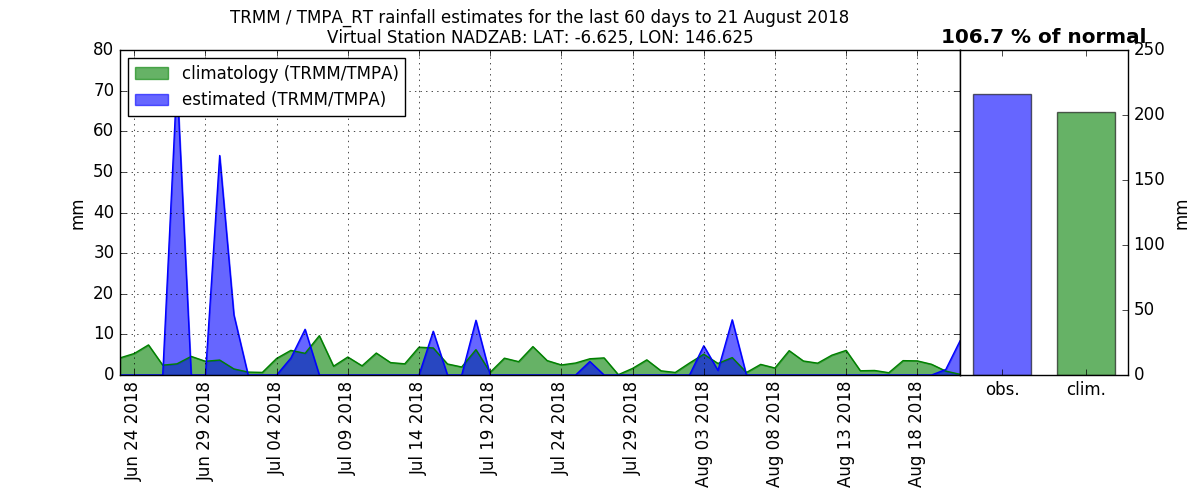 TRMM / TMPA_RT rainfall estimates for the last 60 days to 21 August 2018
Virtual Station NADZAB: LAT: -6.625, LON: 146.625
106.7 % of normal
climatology (TRMM/TMPA)
estimated (TRMM/TMPA)
mm
80
70
60
50
40
30
20
10
0
Jun 24 2018
Jun 29 2018
Jul 04 2018
Jul 09 2018
Jul 14 2018
Jul 19 2018
Jul 24 2018
Jul 29 2018
Aug 03 2018
Aug 08 2018
Aug 13 2018
Aug 18 2018
250
200
150
100
50
0
mm
obs.
clim.